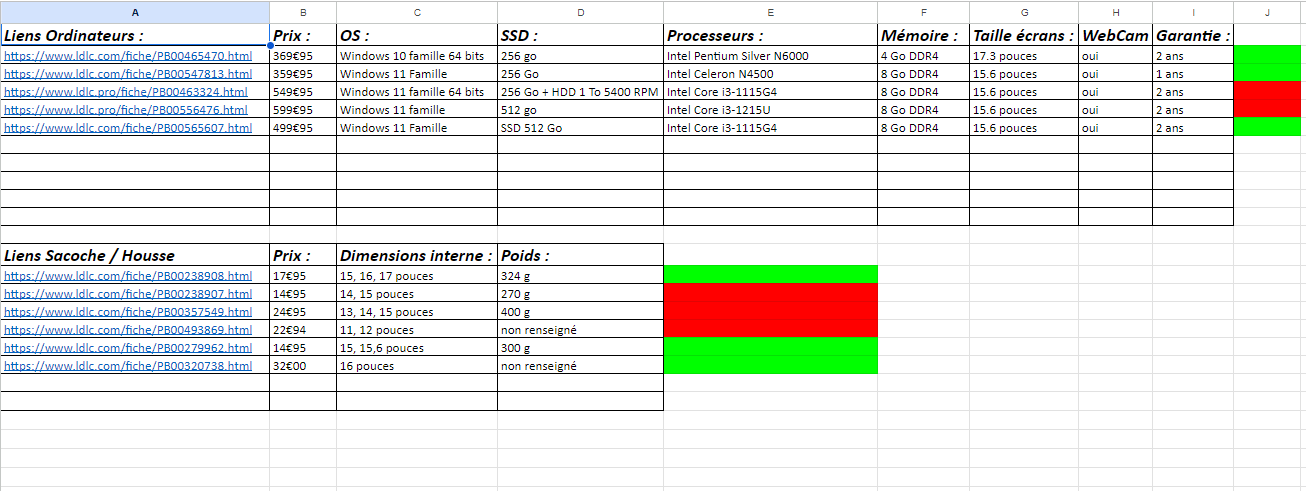 A B C D E F G H I J
Liens Ordinateurs : Prix : OS : SSD : Processeurs : Mémoire : Taille écrans : WebCam Garantie :
https://www.ldlc.com/fiche/PB00465470.html 369€95 Windows 10 famille 64 bits 256 go Intel Pentium Silver N6000 4 Go DDR4 17.3 pouces oui 2 ans
https://www.ldlc.com/fiche/PB00547813.html 359€95 Windows 11 Famille 256 Go Intel Celeron N4500 8 Go DDR4 15.6 pouces oui 1 ans
https://www.ldlc.pro/fiche/PB00463324.html 549€95 Windows 11 famille 64 bits 256 Go + HDD 1 To 5400 RPM Intel Core i3-1115G4 8 Go DDR4 15.6 pouces oui 2 ans
https://www.ldlc.pro/fiche/PB00556476.html 599€95 Windows 11 famille 512 go Intel Core i3-1215U 8 Go DDR4 15.6 pouces oui 2 ans
https://www.ldlc.com/fiche/PB00565607.html 499€95 Windows 11 Famille SSD 512 Go Intel Core i3-1115G4 8 Go DDR4 15.6 pouces oui 2 ans
Liens Sacoche / Housse Prix : Dimensions interne : Poids :
https://www.ldlc.com/fiche/PB00238908.html 17€95 15, 16, 17 pouces 324 g
https://www.ldlc.com/fiche/PB00238907.html 14€95 14, 15 pouces 270 g
https://www.ldlc.com/fiche/PB00357549.html 24€95 13, 14, 15 pouces 400 g
https://www.ldlc.com/fiche/PB00493869.html 22€94 11, 12 pouces non renseigné
https://www.ldlc.com/fiche/PB00279962.html 14€95 15, 15,6 pouces 300 g
https://www.ldlc.com/fiche/PB00320738.html 32€00 16 pouces non renseigné